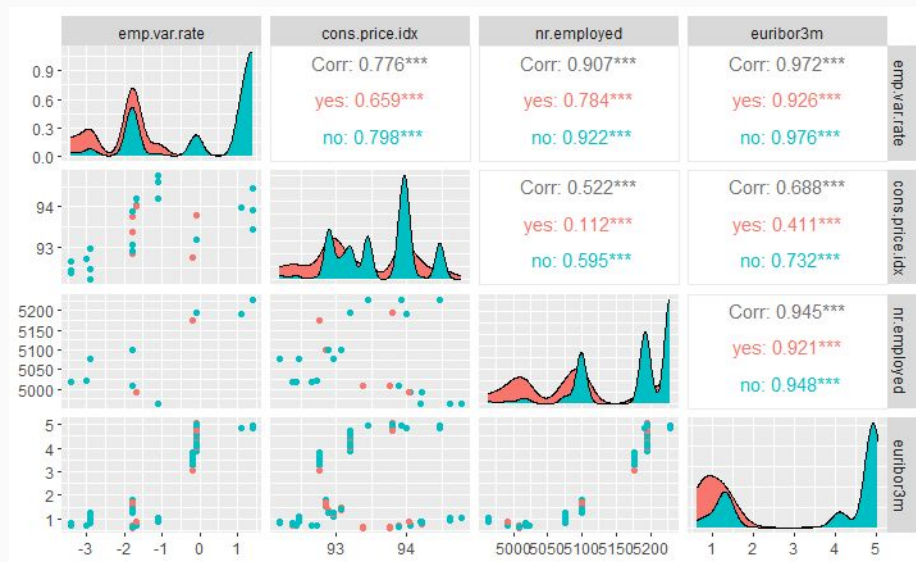 emp.var.rate
cons.price.idx
nr.employed
euribor3m
0.9
0.6
0.3
0.0
Corr: 0.776***
yes: 0.659***
no: 0.798***
Corr: 0.907***
yes: 0.784***
no: 0.922***
Corr: 0.972***
yes: 0.926***
no: 0.976***
emp.var.rate
94
93
Corr: 0.522***
yes: 0.112***
no: 0.595***
Corr: 0.688***
yes: 0.411***
no: 0.732***
cons.price.idx
5200
5150
5100
5050
5000
Corr: 0.945***
yes: 0.921***
no: 0.948***
nr.employed
5
4
3
2
1
euribor3m
-3 -2 -1 0 1
93 94
5000 5050 5100 5150 5200
1 2 3 4 5